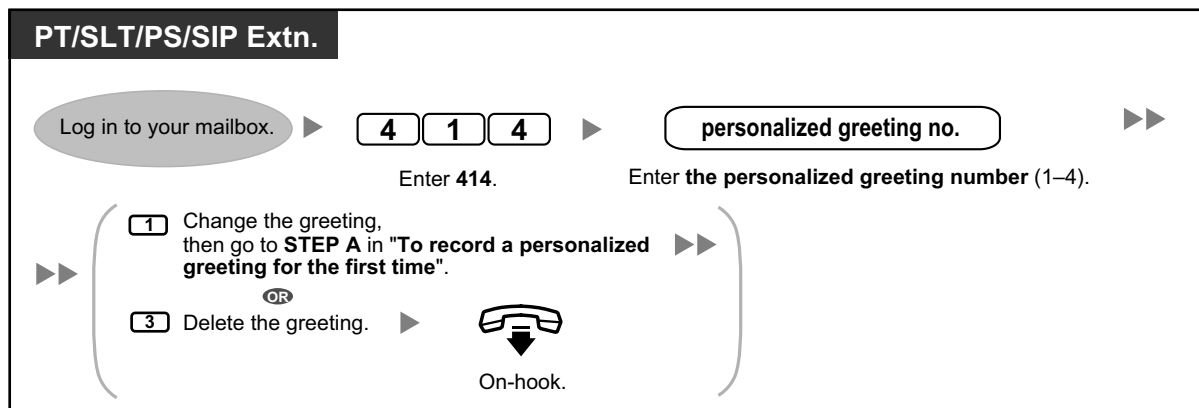 PT/SLT/PS/SIP Extn.
Log in to your mailbox.
4 1 4
personalized greeting no.
Enter 414.
Enter the personalized greeting number (1–4).
1 Change the greeting,
then go to STEP A in "To record a personalized
greeting for the first time".
OR
3 Delete the greeting.
On-hook.